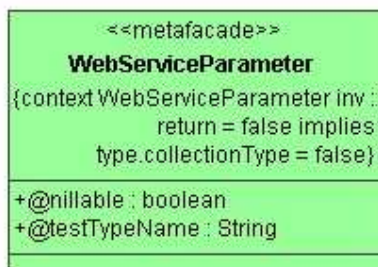 <<metafacade>>
WebServiceParameter
{context WebServiceParameter inv :
return = false implies
type.collectionType = false}
+@nillable : boolean
+@testTypeName : String